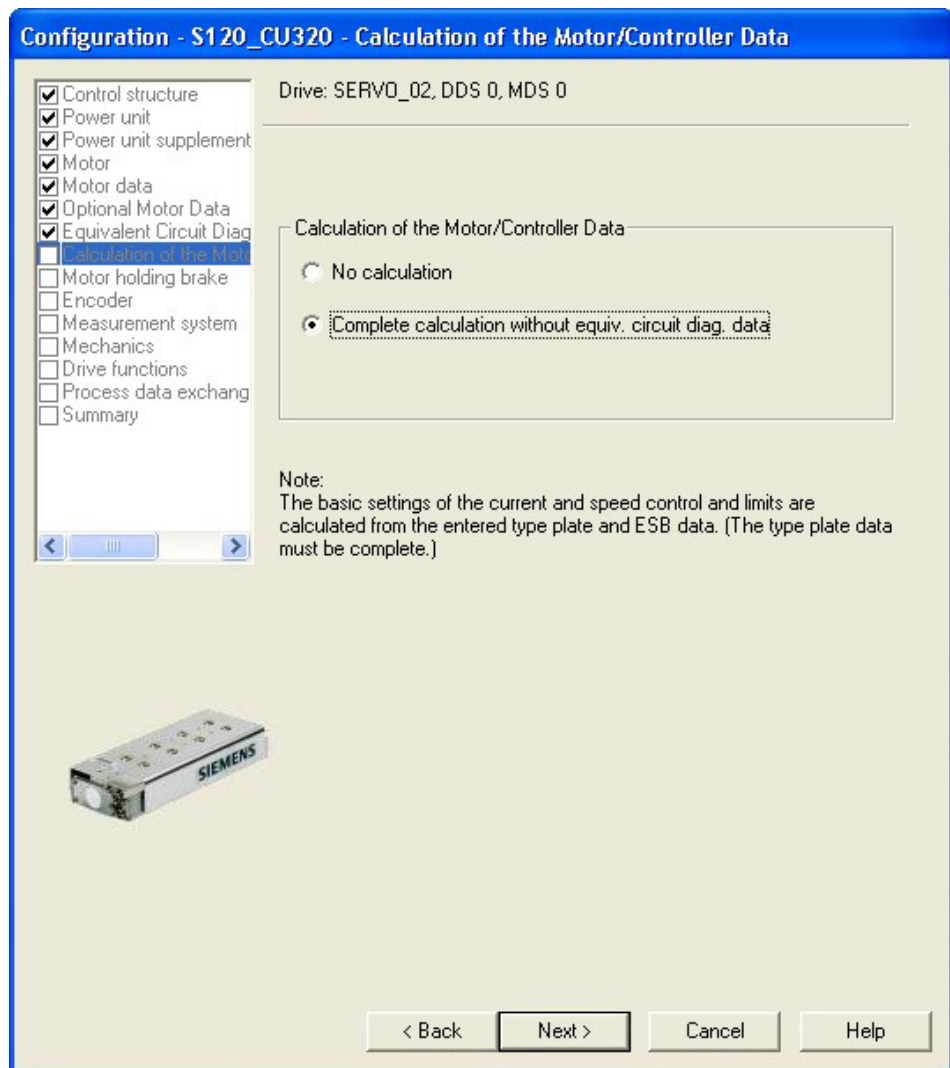 Configuration - S120_CU320 - Calculation of the Motor/Controller Data
Control structure
Power unit
Power unit supplement
Motor
Motor data
Optional Motor Data
Equivalent Circuit Diag
Calculation of the Moto
Motor holding brake
Encoder
Measurement system
Mechanics
Drive functions
Process data exchang
Summary
Drive: SERVO_02, DDS 0, MDS 0
Calculation of the Motor/Controller Data
No calculation
Complete calculation without equiv. circuit diag. data
Note:
The basic settings of the current and speed control and limits are
calculated from the entered type plate and ESB data. (The type plate data
must be complete.)
SIEMENS
< Back
Next >
Cancel
Help